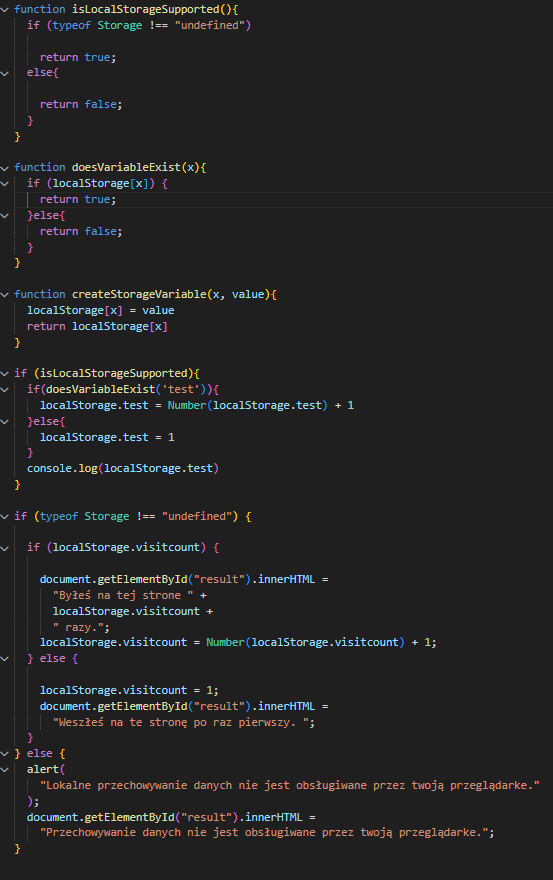 function isLocalStorageSupported(){
if (typeof Storage !== "undefined")
return true;
else{
return false;
}
}
function doesVariableExist(x){
if (localStorage[x]) {
return true;
}else{
return false;
}
}
function createStorageVariable(x, value){
localStorage[x] = value
return localStorage[x]
}
if (isLocalStorageSupported){
if(doesVariableExist('test')){
localStorage.test = Number(localStorage.test) + 1
}else{
localStorage.test = 1
}
console.log(localStorage.test)
}
if (typeof Storage !== "undefined") {
if (localStorage.visitcount) {
document.getElementById("result").innerHTML =
"Byłeś na tej strone " +
localStorage.visitcount +
" razy.";
localStorage.visitcount = Number(localStorage.visitcount) + 1;
} else {
localStorage.visitcount = 1;
document.getElementById("result").innerHTML =
"Weszłeś na te stronę po raz pierwszy. ";
}
} else {
alert(
"Lokalne przechowywanie danych nie jest obsługiwane przez twoją przeglądarke."
);
document.getElementById("result").innerHTML =
"Przechowywanie danych nie jest obsługiwane przez twoją przeglądarke.";
}